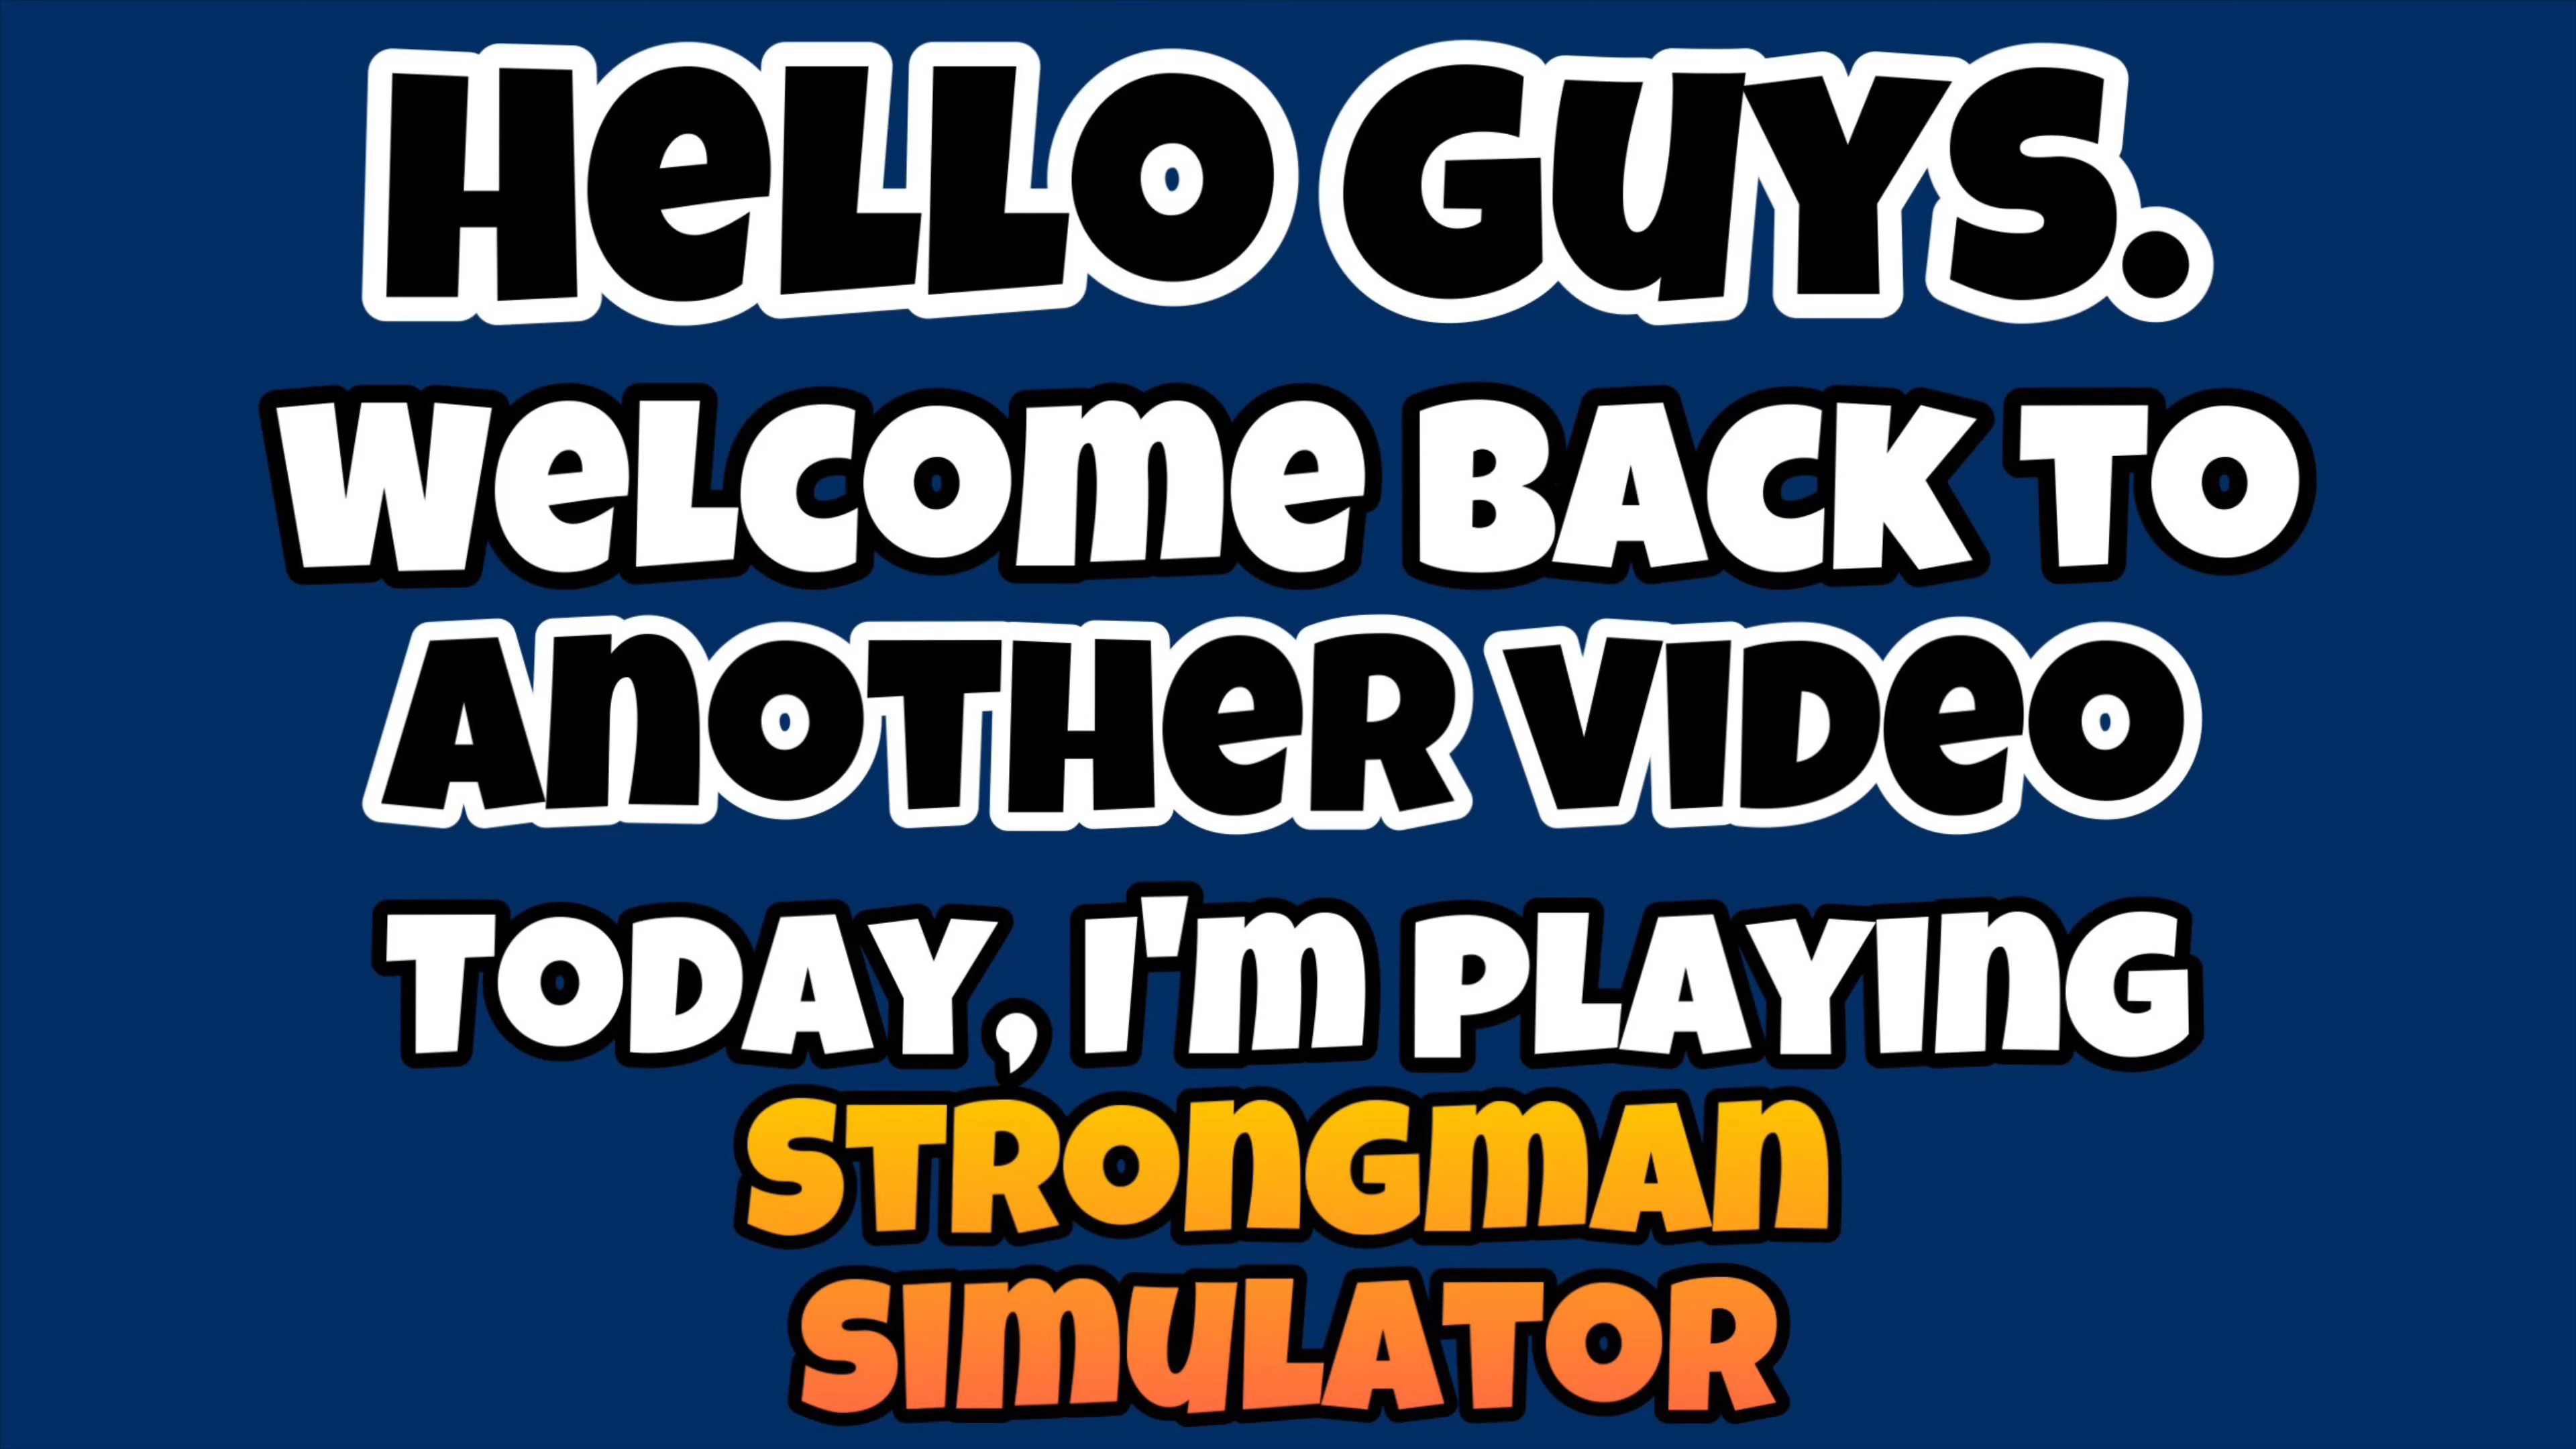 Hello Guys.
Welcome back to
another video
Today, I'm playing
Strongman
Simulator